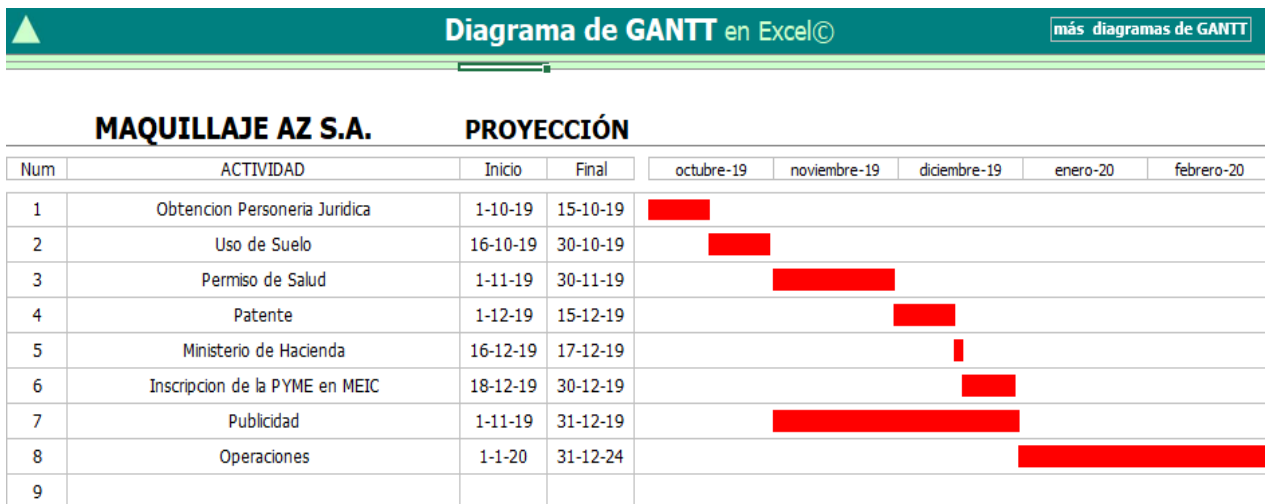 Diagrama de GANTT en Excel© más diagramas de GANTT
MAQUILLAJE AZ S.A. PROYECCIÓN
Num ACTIVIDAD Inicio Final octubre-19 noviembre-19 diciembre-19 enero-20 febrero-20
1 Obtencion Personeria Juridica 1-10-19 15-10-19
2 Uso de Suelo 16-10-19 30-10-19
3 Permiso de Salud 1-11-19 30-11-19
4 Patente 1-12-19 15-12-19
5 Ministerio de Hacienda 16-12-19 17-12-19
6 Inscripcion de la PYME en MEIC 18-12-19 30-12-19
7 Publicidad 1-11-19 31-12-19
8 Operaciones 1-1-20 31-12-24
9